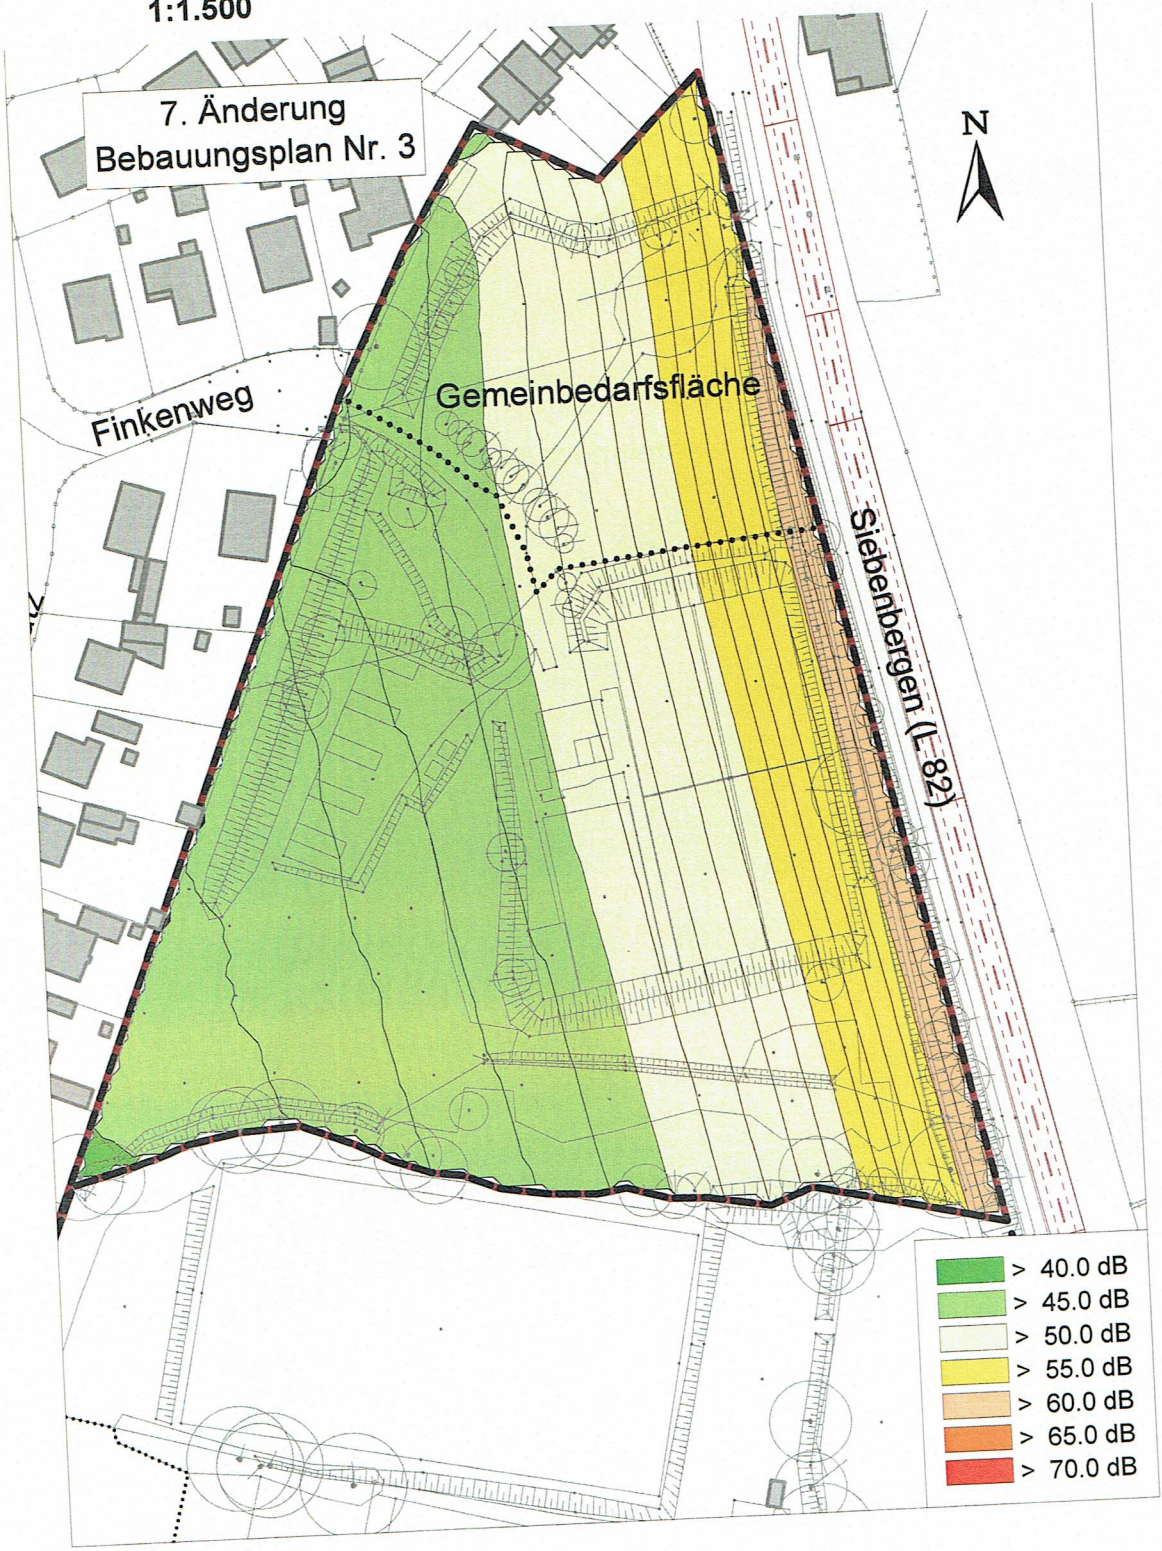 1:1.500
7. Änderung
Bebauungsplan Nr. 3
N
Gemeinbedarfsfläche
Finkenweg
Siebenbergen (L 82)
> 40.0 dB
> 45.0 dB
> 50.0 dB
> 55.0 dB
> 60.0 dB
> 65.0 dB
> 70.0 dB